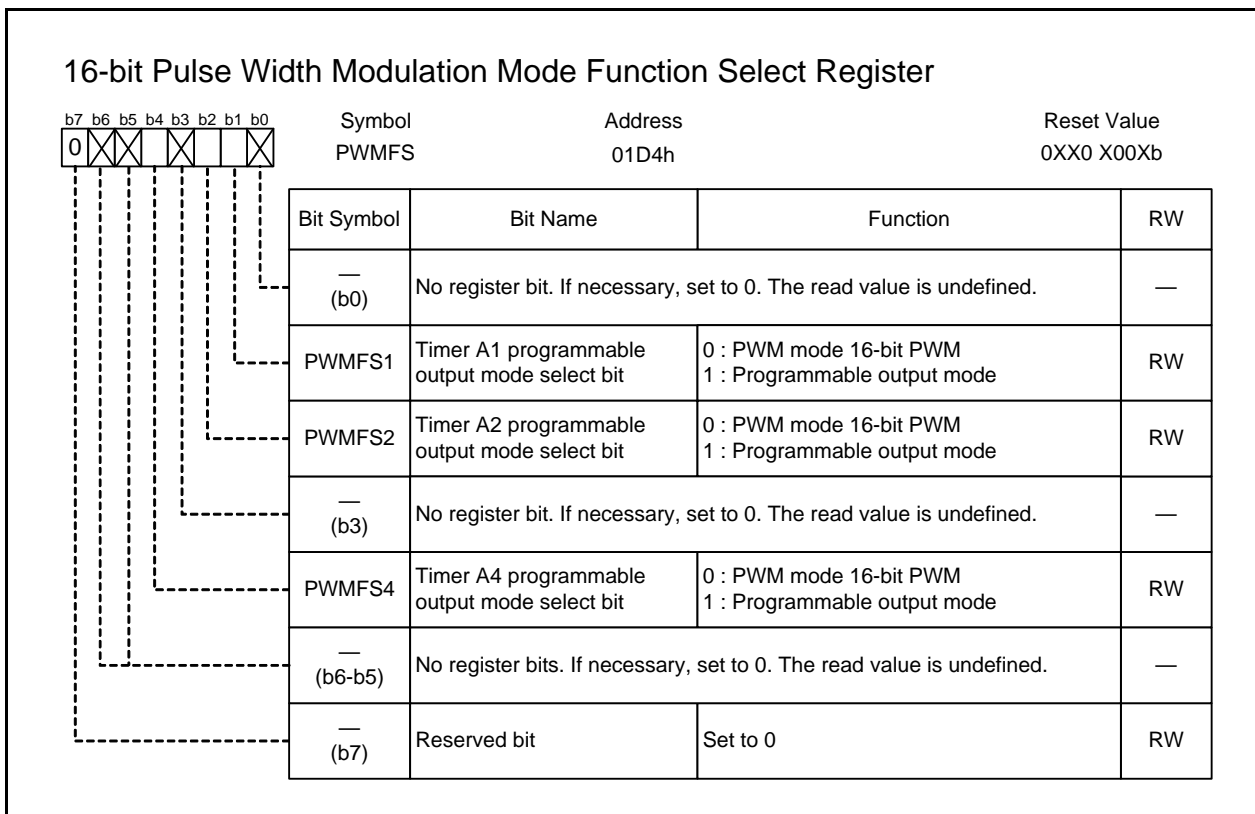 16-bit Pulse Width Modulation Mode Function Select Register
b7 b6 b5 b4 b3 b2 b1 b0
Symbol Address Reset Value
0 PWMFS 01D4h 0XX0 X00Xb
Bit Symbol Bit Name Function RW
—
(b0)
No register bit. If necessary, set to 0. The read value is undefined. —
PWMFS1
Timer A1 programmable
output mode select bit
0 : PWM mode 16-bit PWM
1 : Programmable output mode
RW
PWMFS2
Timer A2 programmable
output mode select bit
0 : PWM mode 16-bit PWM
1 : Programmable output mode
RW
—
(b3)
No register bit. If necessary, set to 0. The read value is undefined. —
PWMFS4
Timer A4 programmable
output mode select bit
0 : PWM mode 16-bit PWM
1 : Programmable output mode
RW
—
(b6-b5)
No register bits. If necessary, set to 0. The read value is undefined. —
—
(b7)
Reserved bit
Set to 0
RW